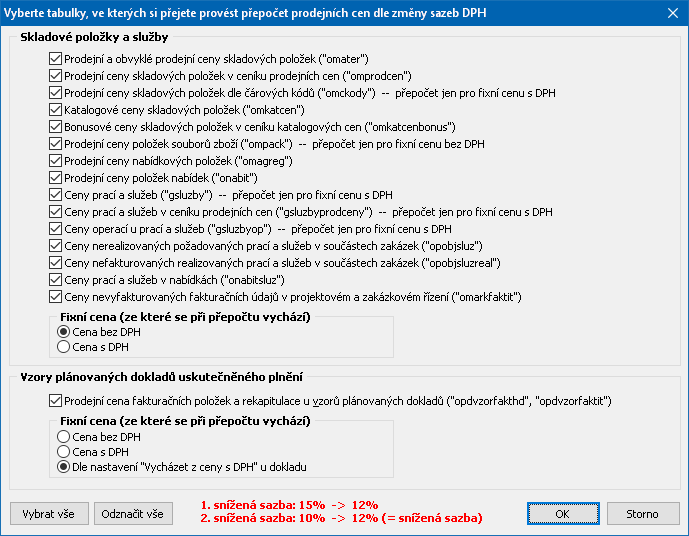 Vyberte tabulky, ve kterých si přejete provést přepočet prodejních cen dle změny sazeb DPH
Skladové položky a služby
Prodejní a obvyklé prodejní ceny skladových položek ("omater")
Prodejní ceny skladových položek v ceníku prodejních cen ("omprodcen")
Prodejní ceny skladových položek dle čárových kódů ("omckody") -- přepočet jen pro fixní cenu s DPH
Katalogové ceny skladových položek ("omkatcen")
Bonusové ceny skladových položek v ceníku katalogových cen ("omkatcenbonus")
Prodejní ceny položek souborů zboží ("ompack") -- přepočet jen pro fixní cenu bez DPH
Prodejní ceny nabídkových položek ("omagreg")
Prodejní ceny položek nabídek ("onabit")
Ceny prací a služeb ("gsluzby") -- přepočet jen pro fixní cenu s DPH
Ceny prací a služeb v ceníku prodejních cen ("gsluzbyprodceny") -- přepočet jen pro fixní cenu s DPH
Ceny operací u prací a služeb ("gsluzbyop") -- přepočet jen pro fixní cenu s DPH
Ceny nerealizovaných požadovaných prací a služeb v součástech zakázek ("opobjsluz")
Ceny nefakturovaných realizovaných prací a služeb v součástech zakázek ("opobjsluzreal")
Ceny prací a služeb v nabídkách ("onabitsluz")
Ceny nevyfakturovaných fakturačních údajů v projektovém a zakázkovém řízení ("omarkfaktit")
Fixní cena (ze které se při přepočtu vychází)
Cena bez DPH
Cena s DPH
Vzory plánovaných dokladů uskutečněného plnění
Prodejní cena fakturačních položek a rekapitulace u vzorů plánovaných dokladů ("opdvzorfakthd", "opdvzorfaktit")
Fixní cena (ze které se při přepočtu vychází)
Cena bez DPH
Cena s DPH
Dle nastavení "Vycházet z ceny s DPH" u dokladu
Vybrat vše
Odznačit vše
1. snížená sazba: 15% -> 12%
2. snížená sazba: 10% -> 12% (= snížená sazba)
OK
Storno